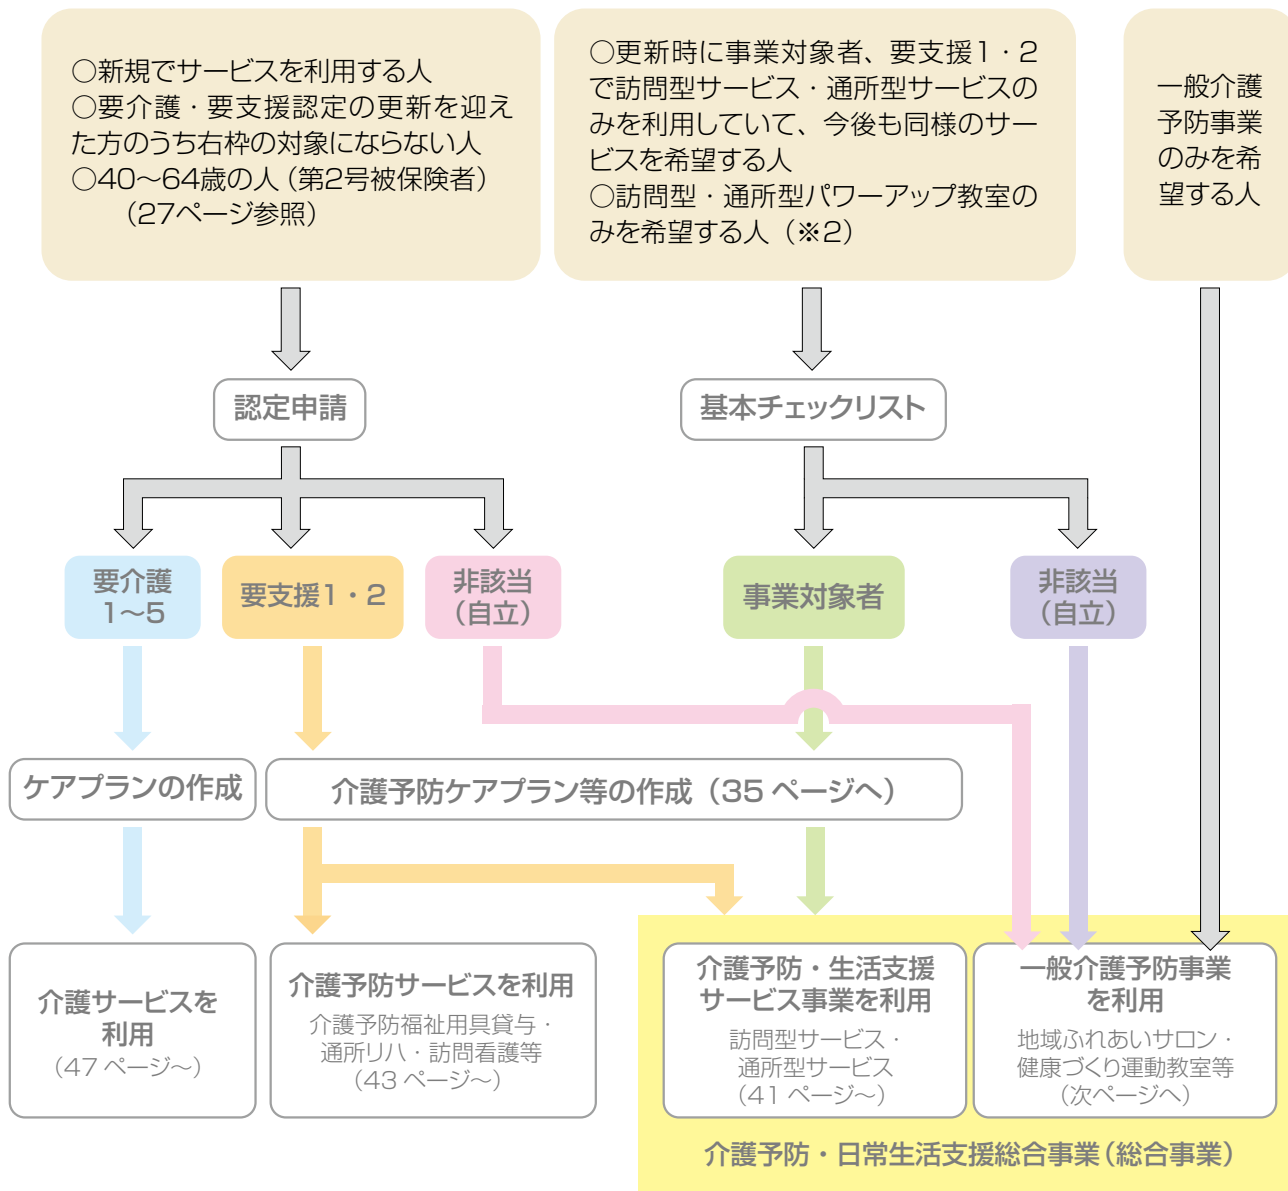 ○新規でサービスを利用する人
○要介護・要支援認定の更新を迎え
た方のうち右枠の対象にならない人
○40～64歳の人（第2号被保険者）
（27ページ参照）
○更新時に事業対象者、要支援1・2
で訪問型サービス・通所型サービスの
みを利用していて、今後も同様のサー
ビスを希望する人
○訪問型・通所型パワーアップ教室の
みを希望する人（※2）
一般介護
予防事業
のみを希
望する人
認定申請
基本チェックリスト
要介護
1～5
要支援1・2
非該当
（自立）
事業対象者
非該当
（自立）
ケアプランの作成
介護予防ケアプラン等の作成（35 ページへ）
介護サービスを
利用
（47 ページ～）
介護予防サービスを利用
介護予防福祉用具貸与・
通所リハ・訪問看護等
（43 ページ～）
介護予防・生活支援
サービス事業を利用
訪問型サービス・
通所型サービス
（41 ページ～）
一般介護予防事業
を利用
地域ふれあいサロン・
健康づくり運動教室等
（次ページへ）
介護予防・日常生活支援総合事業（総合事業）